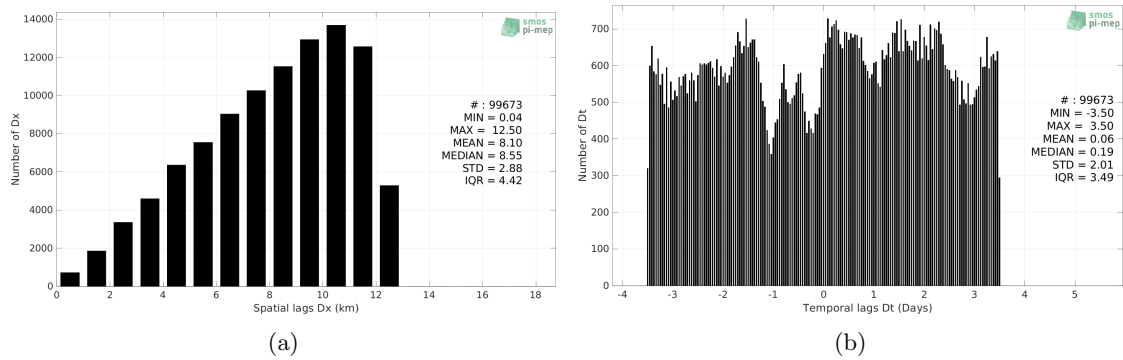 14000
12000
10000
8000
6000
4000
2000
0
Number of Dx
0 2 4 6 8 10 12 14 16 18
Spatial lags Dx (km)
smos
pi-mep
# : 99673
MIN = 0.04
MAX = 12.50
MEAN = 8.10
MEDIAN = 8.55
STD = 2.88
IQR = 4.42
(a)
700
600
500
400
300
200
100
0
Number of Dt
-4 -3 -2 -1 0 1 2 3 4 5
Temporal lags Dt (Days)
smos
pi-mep
# : 99673
MIN = -3.50
MAX = 3.50
MEAN = 0.06
MEDIAN = 0.19
STD = 2.01
IQR = 3.49
(b)